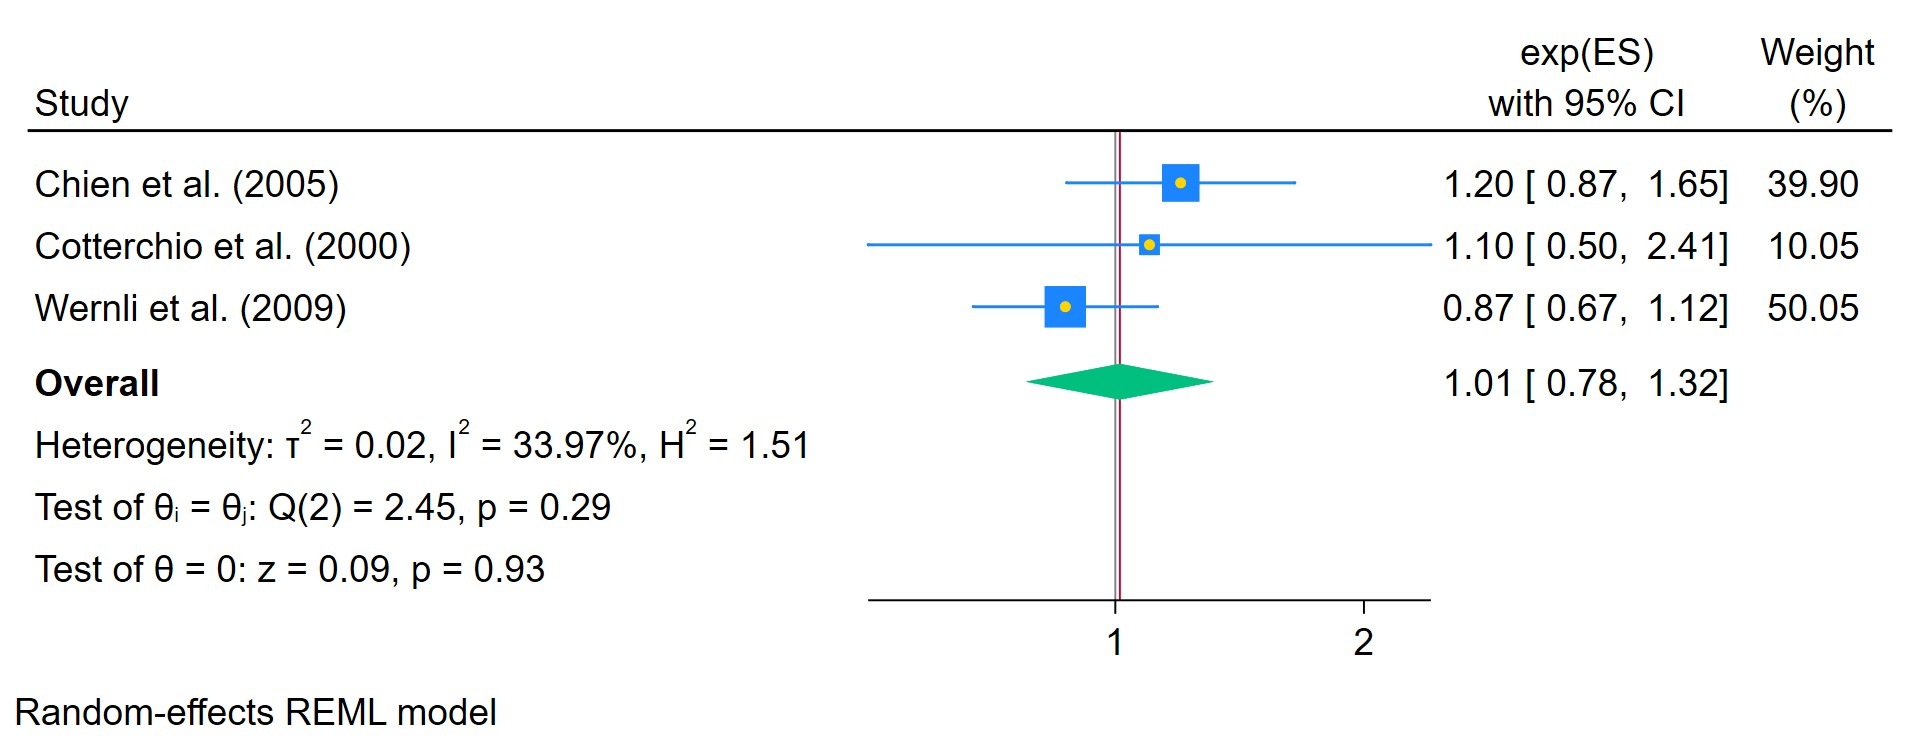 exp(ES) Weight
Study with 95% CI (%)
Chien et al. (2005) 1.20 [ 0.87, 1.65] 39.90
Cotterchio et al. (2000) 1.10 [ 0.50, 2.41] 10.05
Wernli et al. (2009) 0.87 [ 0.67, 1.12] 50.05
Overall 1.01 [ 0.78, 1.32]
Heterogeneity: τ² = 0.02, I² = 33.97%, H² = 1.51
Test of θᵢ = θⱼ: Q(2) = 2.45, p = 0.29
Test of θ = 0: z = 0.09, p = 0.93
1 2
Random-effects REML model